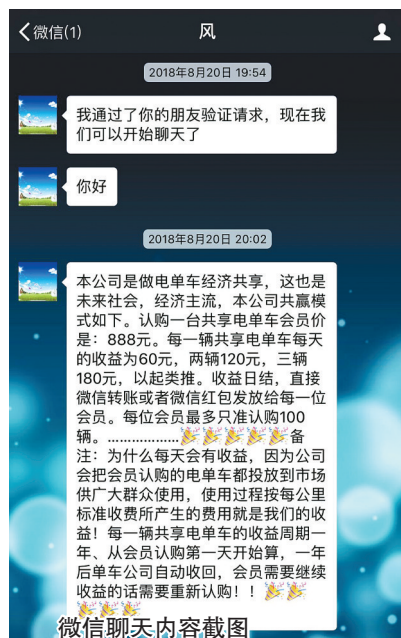 微信(1)
风
2018年8月20日 19:54
我通过了你的朋友验证请求，现在我
们可以开始聊天了
你好
2018年8月20日 20:02
本公司是做电单车经济共享，这也是
未来社会，经济主流，本公司共赢模
式如下。认购一台共享电单车会员价
是：888元。每一辆共享电单车每天
的收益为60元，两辆120元，三辆
180元，以起类推。收益日结，直接
微信转账或者微信红包发放给每一位
会员。每位会员最多只准认购100
辆。..................🎉🎉🎉🎉🎉备
注：为什么每天会有收益，因为公司
会把会员认购的电单车都投放到市场
供广大群众使用，使用过程按每公里
标准收费所产生的费用就是我们的收
益！每一辆共享电单车的收益周期一
年、从会员认购第一天开始算，一年
后单车公司自动收回，会员需要继续
收益的话需要重新认购！！🎉🎉
🎉🎉🎉
微信聊天内容截图